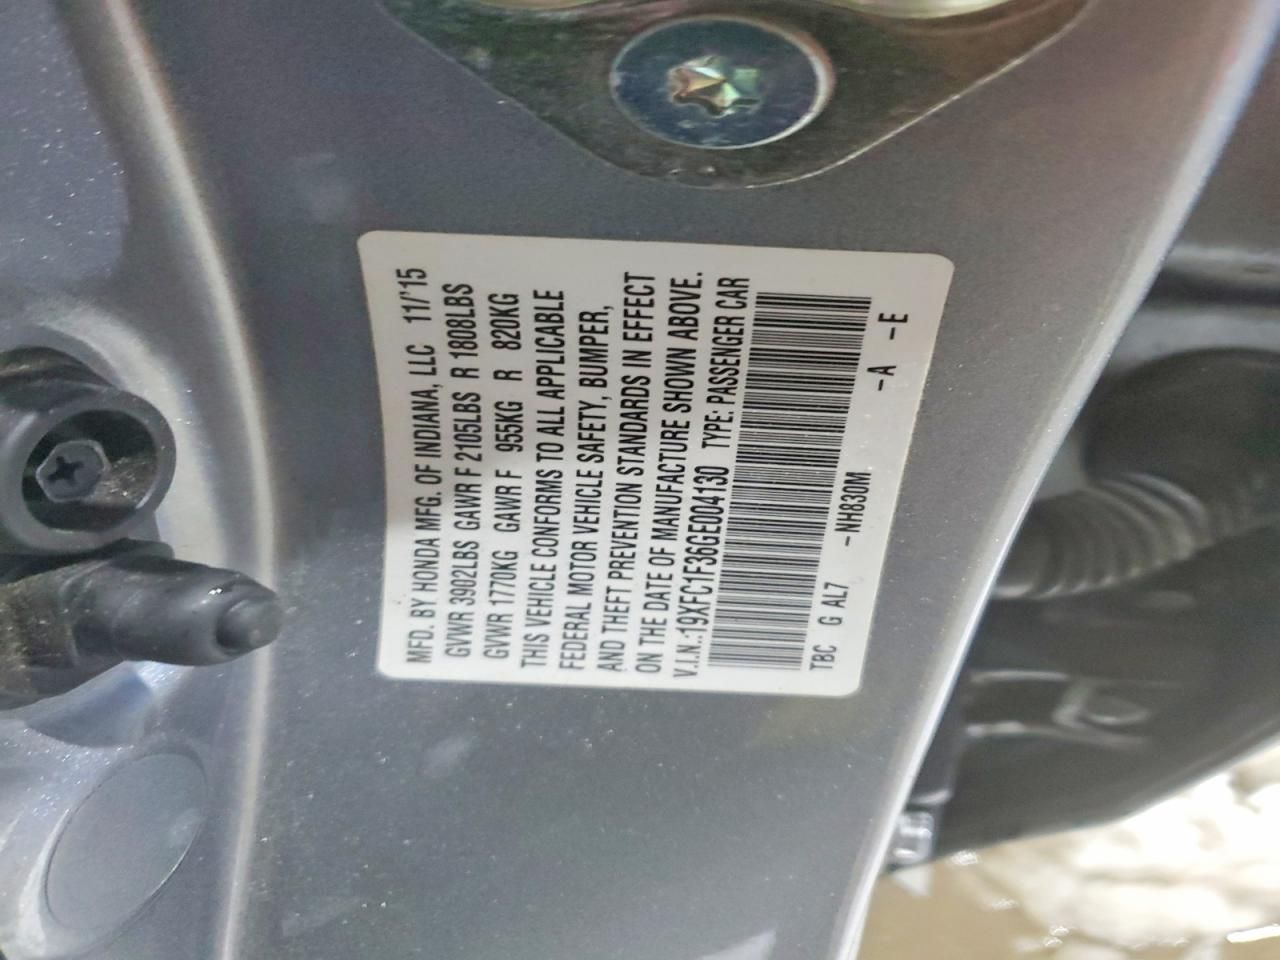 MFD. BY HONDA MFG. OF INDIANA, LLC 11/'15
GVWR 3902LBS GAWR F 2105LBS R 1808LBS
GVWR 1770KG GAWR F 955KG R 820KG
THIS VEHICLE CONFORMS TO ALL APPLICABLE
FEDERAL MOTOR VEHICLE SAFETY, BUMPER,
AND THEFT PREVENTION STANDARDS IN EFFECT
ON THE DATE OF MANUFACTURE SHOWN ABOVE.
V.I.N.:19XFC1F36GE004130 TYPE: PASSENGER CAR
TBC G AL7 -NH830M -A -E